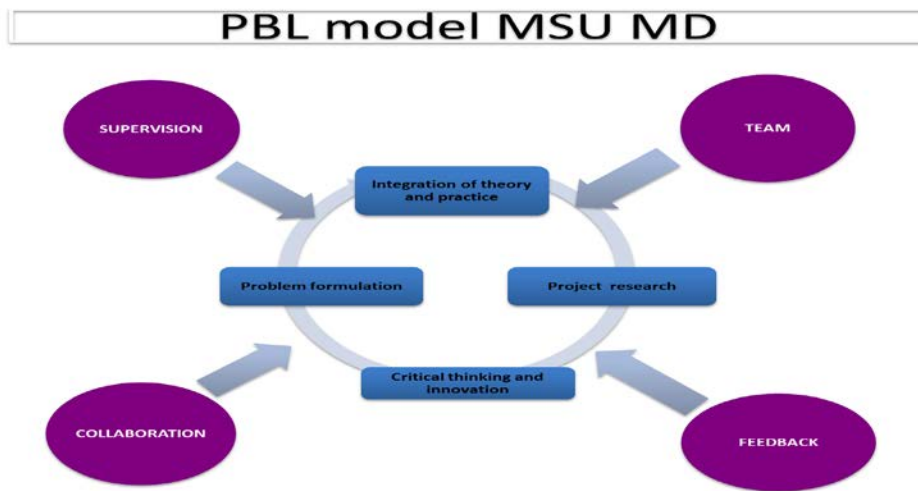 PBL model MSU MD
SUPERVISION
TEAM
Integration of theory
and practice
Problem formulation
Project research
Critical thinking and
innovation
COLLABORATION
FEEDBACK